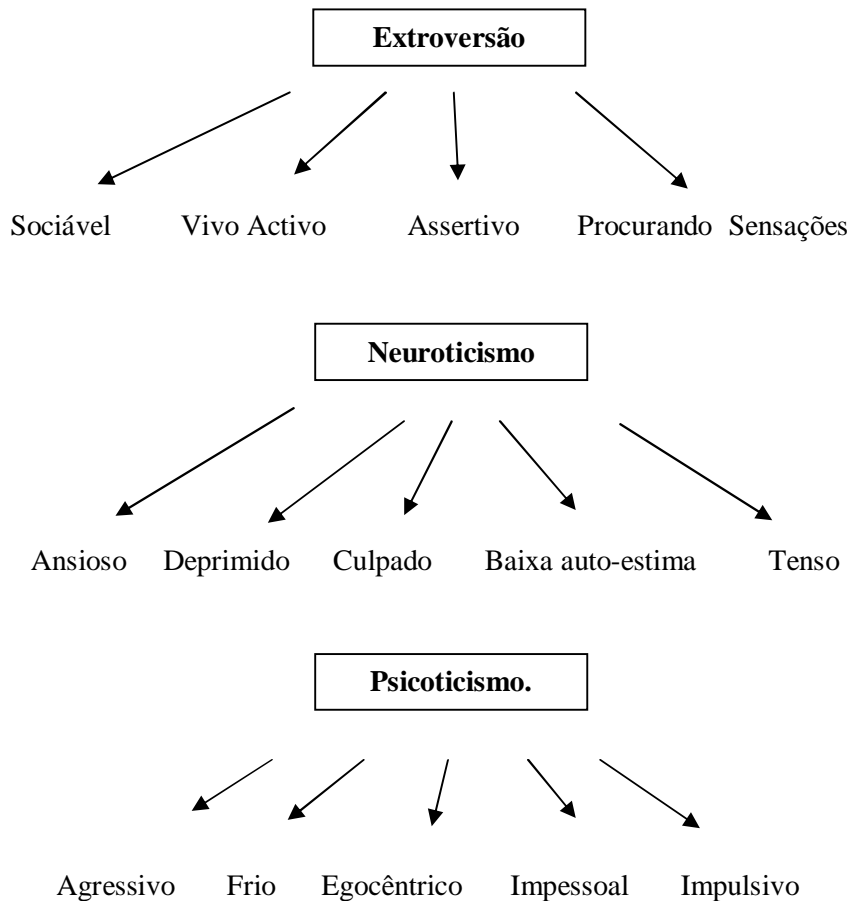 Extroversão
Sociável Vivo Activo Assertivo Procurando Sensações
Neuroticismo
Ansioso Deprimido Culpado Baixa auto-estima Tenso
Psicoticismo.
Agressivo Frio Egocêntrico Impessoal Impulsivo